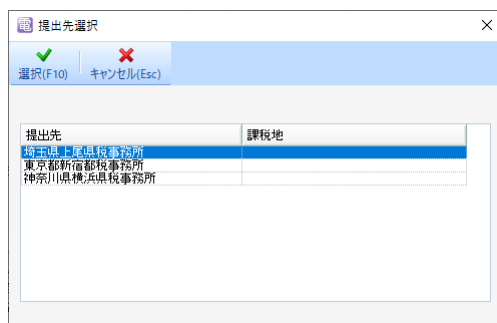 電 提出先選択
選択(F10) キャンセル(Esc)
提出先 課税地
埼玉県上尾県税事務所
東京都新宿都税事務所
神奈川県横浜県税事務所